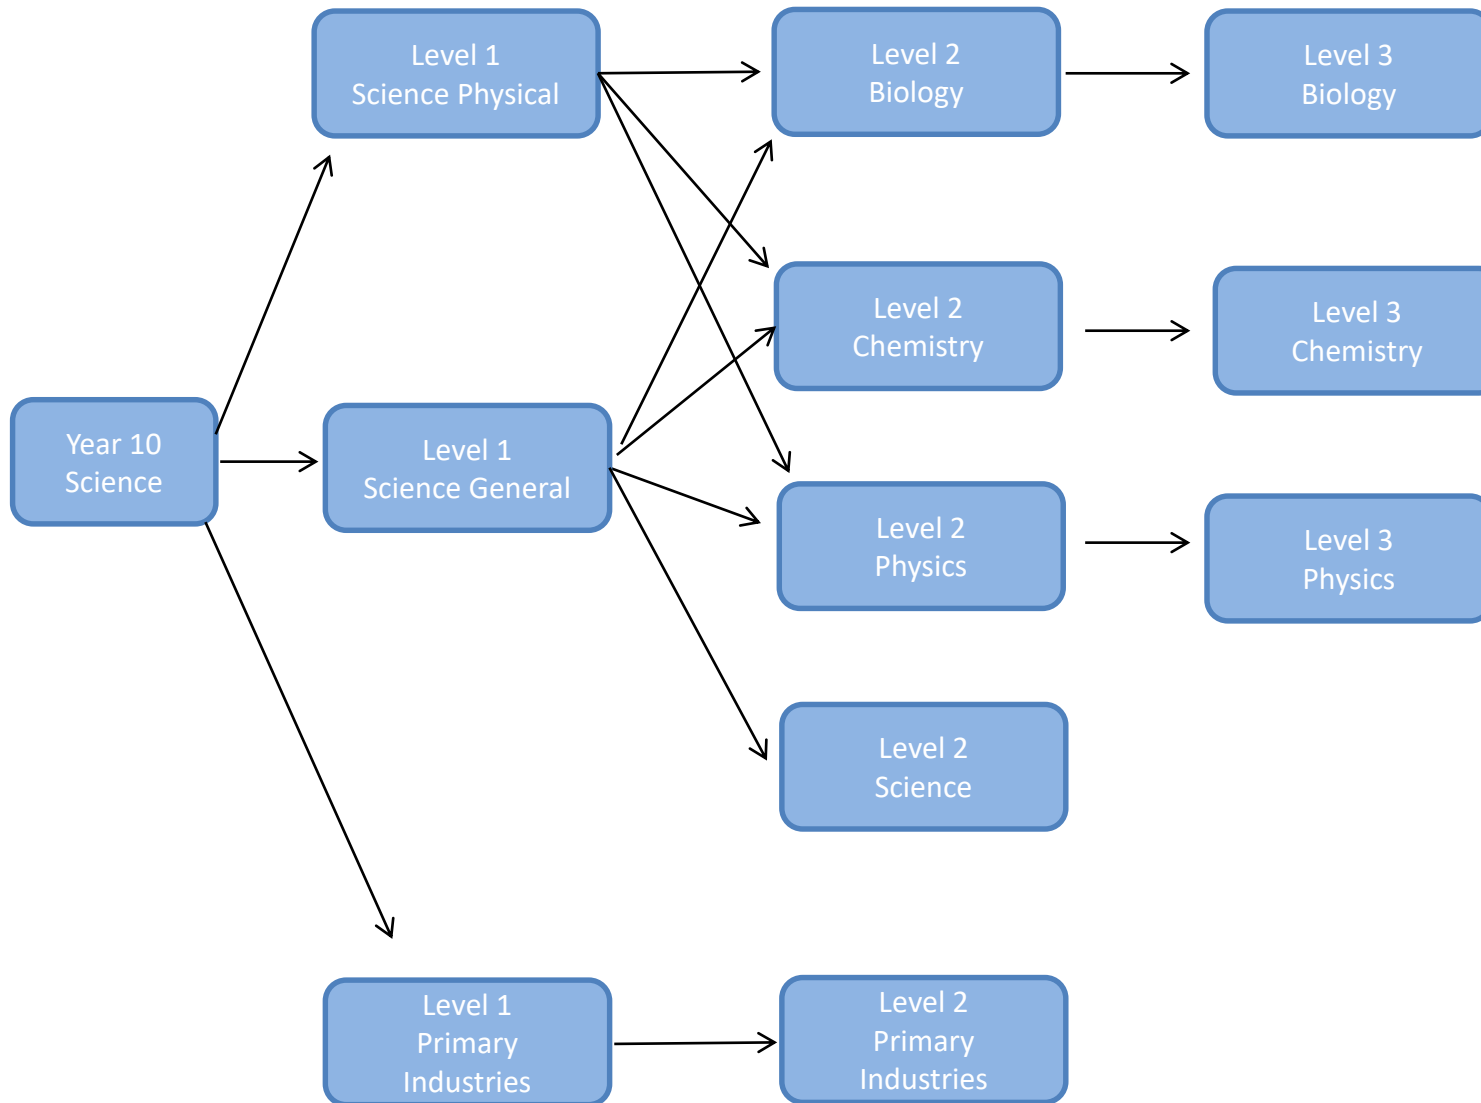 Level 1
Science Physical
Level 2
Biology
Level 3
Biology
Level 2
Chemistry
Level 3
Chemistry
Year 10
Science
Level 1
Science General
Level 2
Physics
Level 3
Physics
Level 2
Science
Level 1
Primary
Industries
Level 2
Primary
Industries